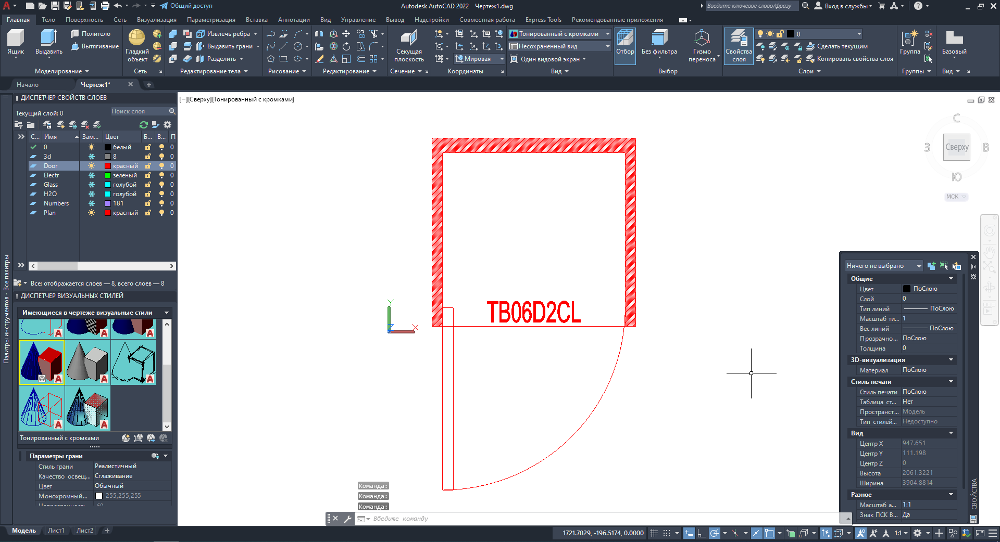 Общий доступ
Autodesk AutoCAD 2022 Чертеж1.dwg
Введите ключевое слово/фразу
Вход в службы
Главная Тело Поверхность Сеть Визуализация Параметризация Вставка Аннотации Вид Управление Вывод Надстройки Совместная работа Express Tools Рекомендованные приложения
Ящик
Выдавить
Политело
Вытягивание
Моделирование
Гладкий объект
Сеть
Извлечь ребра
Выдавать грани
Разделить
Редактирование тела
Рисование
Редактирование
Секущая плоскость
Сечение
Мировая
Координаты
Тонированный с кромками
Несохраненный вид
Один видовой экран
Вид
Отбор
Без фильтра
Гизмо переноса
Выбор
Свойства слоя
0
Сделать текущим
Копировать свойства слоя
Слои
Группа
Группы
Базовый
Вид
Начало Чертеж1*
Палитры инструментов - Все палитры
ДИСПЕТЧЕР СВОЙСТВ СЛОЕВ
Текущий слой: 0
Поиск слоя
С... Имя Зам... Цвет Б... В... П
0 белый 0
3d 8 0
Door красный 0
Electr зеленый 0
Glass голубой 0
H2O голубой 0
Numbers 181 0
Plan красный 0
Все: отображается слоев — 8, всего слоев — 8
ДИСПЕТЧЕР ВИЗУАЛЬНЫХ СТИЛЕЙ
Имеющиеся в чертеже визуальные стили
Тонированный с кромками
Параметры грани
Стиль грани Реалистичный
Качество освещ... Сглаживание
Цвет Обычный
Монохромный... 255,255,255
[−][Сверху][Тонированный с кромками]
TB06D2CL
Y
X
Z
С
З Сверху В
Ю
МСК
Команда:
Команда:
Команда:
Введите команду
Ничего не выбрано
Общие
Цвет ПоСлою
Слой 0
Тип линий ПоСлою
Масштаб ти... 1
Вес линий ПоСлою
Прозрачно... ПоСлою
Толщина 0
3D-визуализация
Материал ПоСлою
Стиль печати
Стиль печати ПоСлою
Таблица ст... Нет
Пространст... Модель
Тип стилей... Недоступно
Вид
Центр X 947.651
Центр Y 111.198
Центр Z 0
Высота 2061.3221
Ширина 3904.8814
Разное
Масштаб а... 1:1
Знак ПСК В... Да
СВОЙСТВА
Модель Лист1 Лист2
1721.7029, -196.5174, 0.0000
1:1